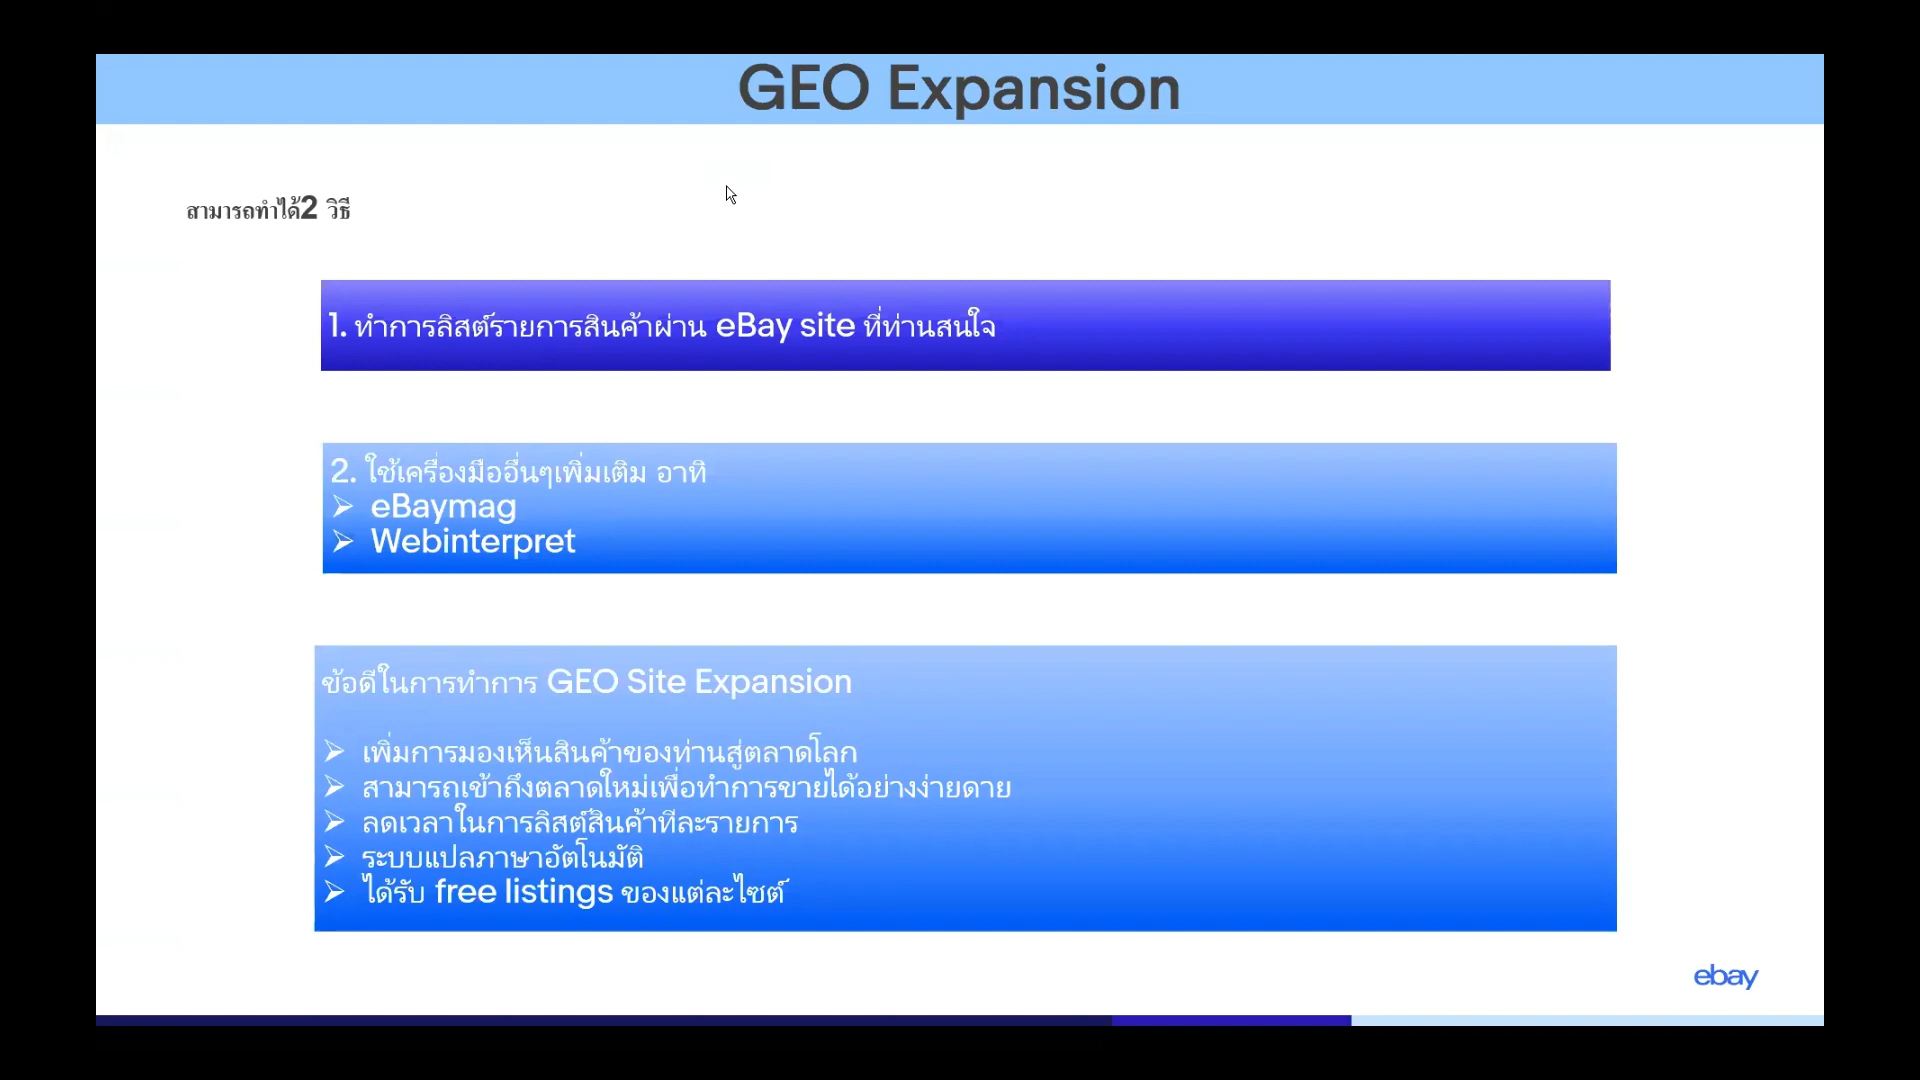 GEO Expansion
สามารถทำได้2 วิธี
1. ทำการลิสต์รายการสินค้าผ่าน eBay site ที่ท่านสนใจ
2. ใช้เครื่องมืออื่นๆเพิ่มเติม อาทิ
➢ eBaymag
➢ Webinterpret
ข้อดีในการทำการ GEO Site Expansion
➢ เพิ่มการมองเห็นสินค้าของท่านสู่ตลาดโลก
➢ สามารถเข้าถึงตลาดใหม่เพื่อทำการขายได้อย่างง่ายดาย
➢ ลดเวลาในการลิสต์สินค้าทีละรายการ
➢ ระบบแปลภาษาอัตโนมัติ
➢ ได้รับ free listings ของแต่ละไซต์
ebay